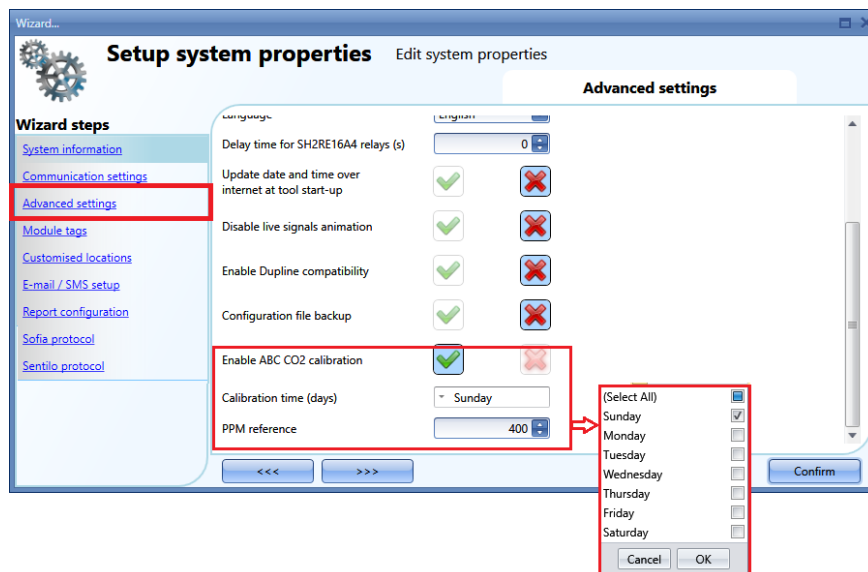 Wizard...
Setup system properties Edit system properties
Advanced settings
Wizard steps
System information
Communication settings
Advanced settings
Module tags
Customised locations
E-mail / SMS setup
Report configuration
Sofia protocol
Sentilo protocol
Language English
Delay time for SH2RE16A4 relays (s) 0
Update date and time over
internet at tool start-up
Disable live signals animation
Enable Dupline compatibility
Configuration file backup
Enable ABC CO2 calibration
Calibration time (days) Sunday
PPM reference 400
(Select All)
Sunday
Monday
Tuesday
Wednesday
Thursday
Friday
Saturday
Cancel OK
<<< >>> Confirm